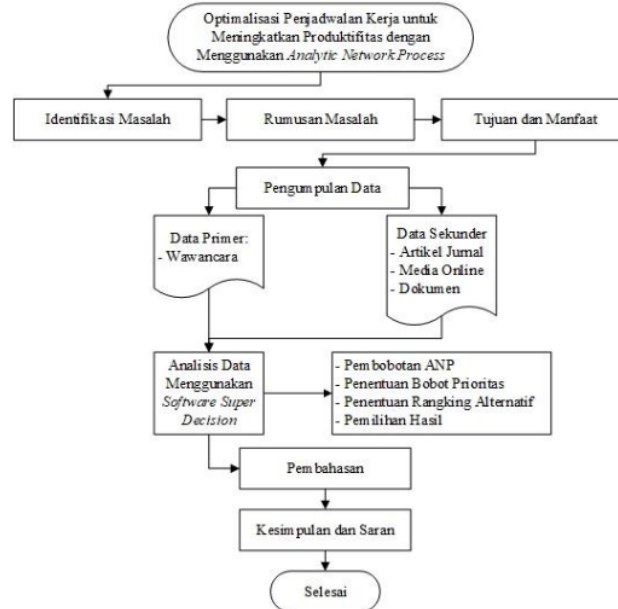 Optimalisasi Penjadwalan Kerja untuk
Meningkatkan Produktifitas dengan
Menggunakan Analytic Network Process
Identifikasi Masalah
Rumusan Masalah
Tujuan dan Manfaat
Pengumpulan Data
Data Primer:
- Wawancara
Data Sekunder
- Artikel Jurnal
- Media Online
- Dokumen
Analisis Data
Menggunakan
Software Super
Decision
- Pembobotan ANP
- Penentuan Bobot Prioritas
- Penentuan Rangking Alternatif
- Pemilihan Hasil
Pembahasan
Kesimpulan dan Saran
Selesai